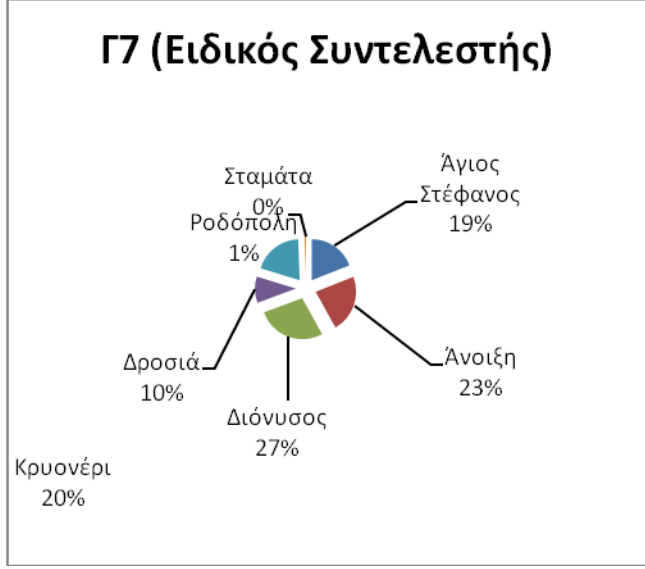 Γ7 (Ειδικός Συντελεστής)
Σταμάτα
0%
Ροδόπολη
1%
Άγιος
Στέφανος
19%
Άνοιξη
23%
Δροσιά
10%
Διόνυσος
27%
Κρυονέρι
20%